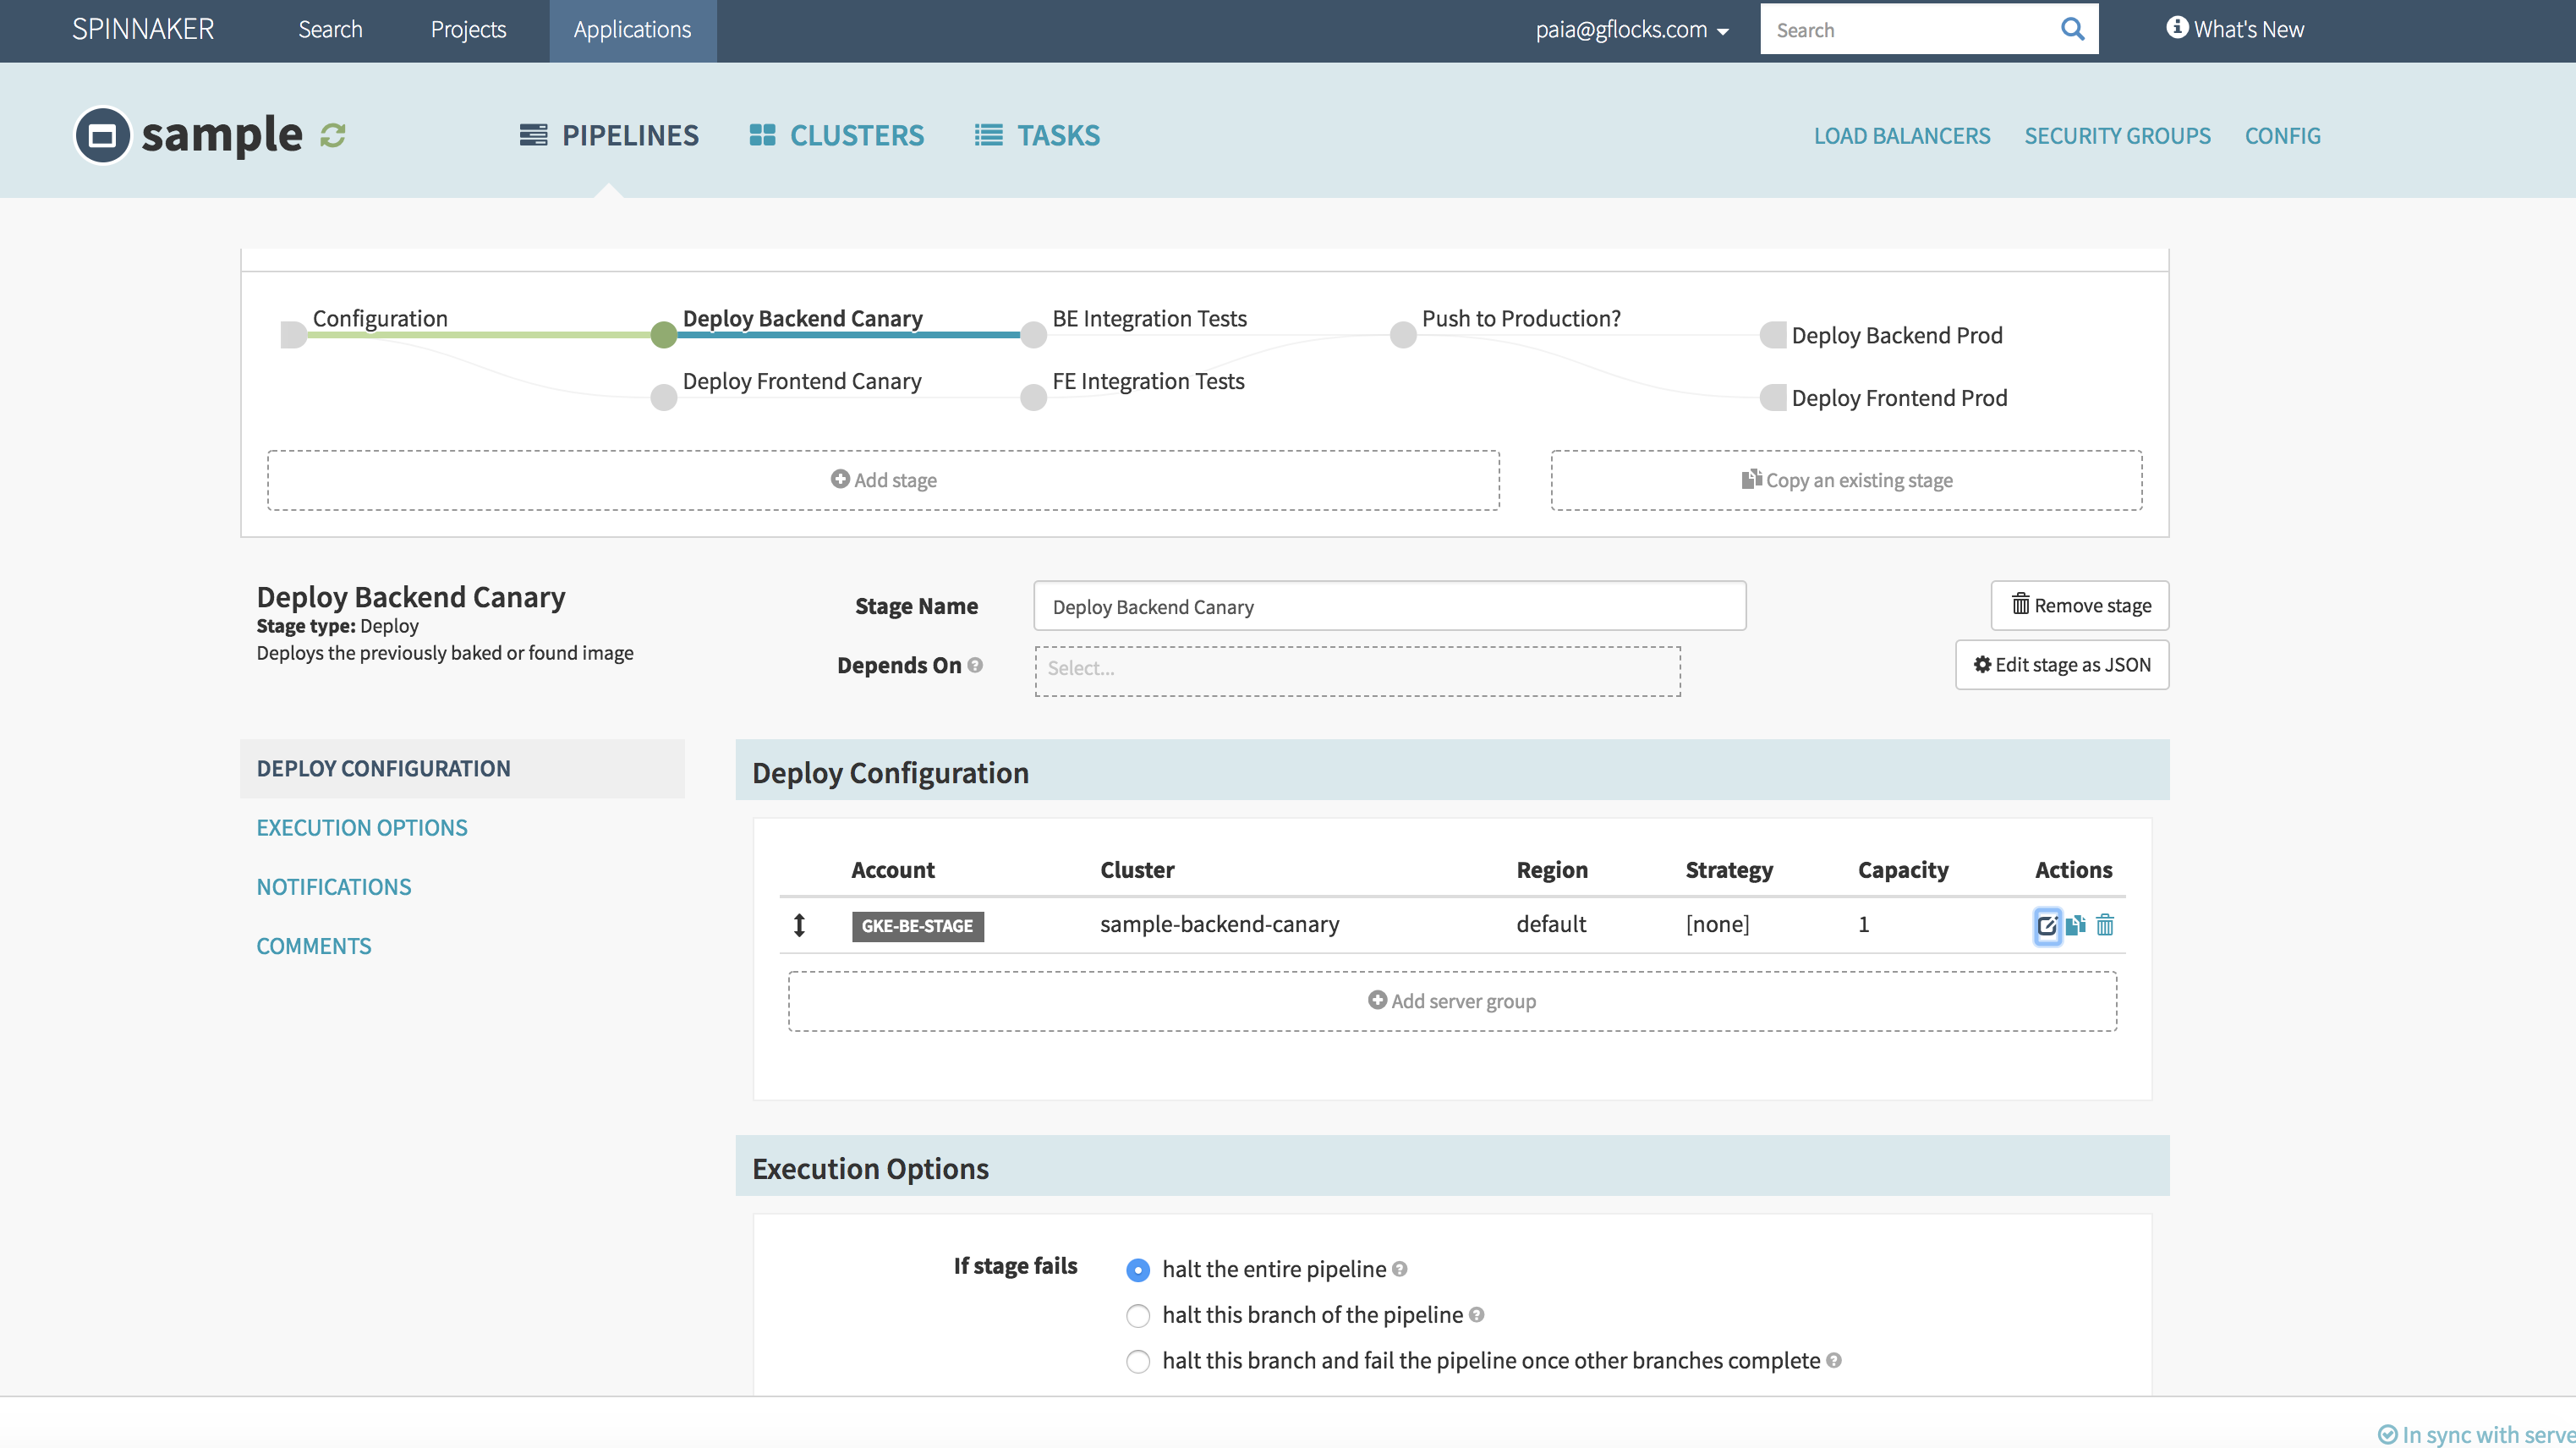 SPINNAKER Search Projects Applications paia@gflocks.com Search What's New
sample PIPELINES CLUSTERS TASKS LOAD BALANCERS SECURITY GROUPS CONFIG
Configuration Deploy Backend Canary BE Integration Tests Push to Production? Deploy Backend Prod
Deploy Frontend Canary FE Integration Tests Deploy Frontend Prod
Add stage Copy an existing stage
Deploy Backend Canary
Stage type: Deploy
Deploys the previously baked or found image
Stage Name Deploy Backend Canary Remove stage
Depends On Select... Edit stage as JSON
DEPLOY CONFIGURATION
EXECUTION OPTIONS
NOTIFICATIONS
COMMENTS
Deploy Configuration
Account Cluster Region Strategy Capacity Actions
GKE-BE-STAGE sample-backend-canary default [none] 1
Add server group
Execution Options
If stage fails halt the entire pipeline
halt this branch of the pipeline
halt this branch and fail the pipeline once other branches complete
In sync with serve